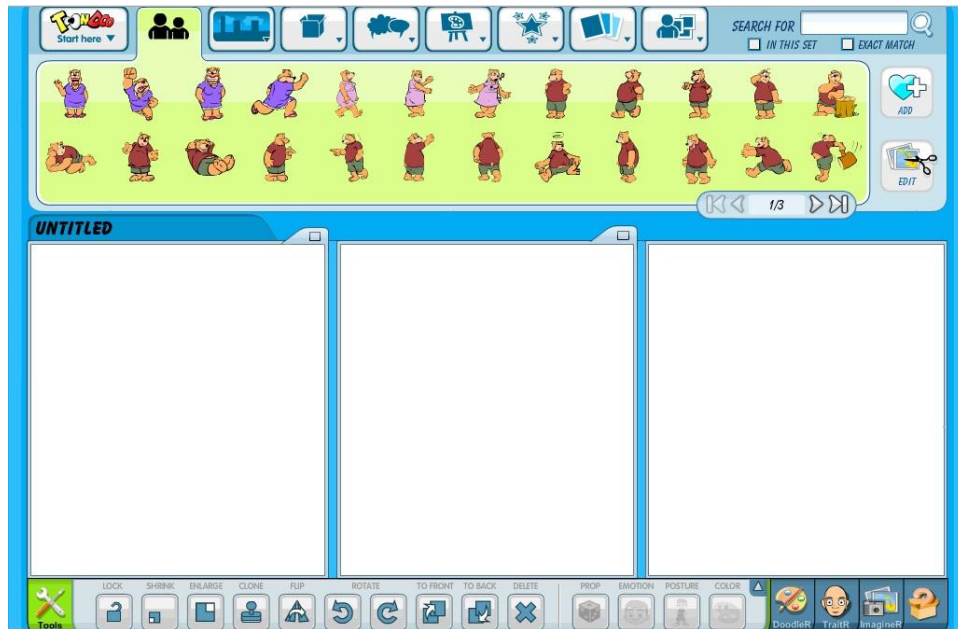 TOONDOO
Start here ▼
SEARCH FOR
IN THIS SET
EXACT MATCH
ADD
EDIT
1/3
UNTITLED
LOCK SHRINK ENLARGE CLONE FLIP ROTATE TO FRONT TO BACK DELETE PROP EMOTION POSTURE COLOR
Tools DoodleR TraitR ImagineR